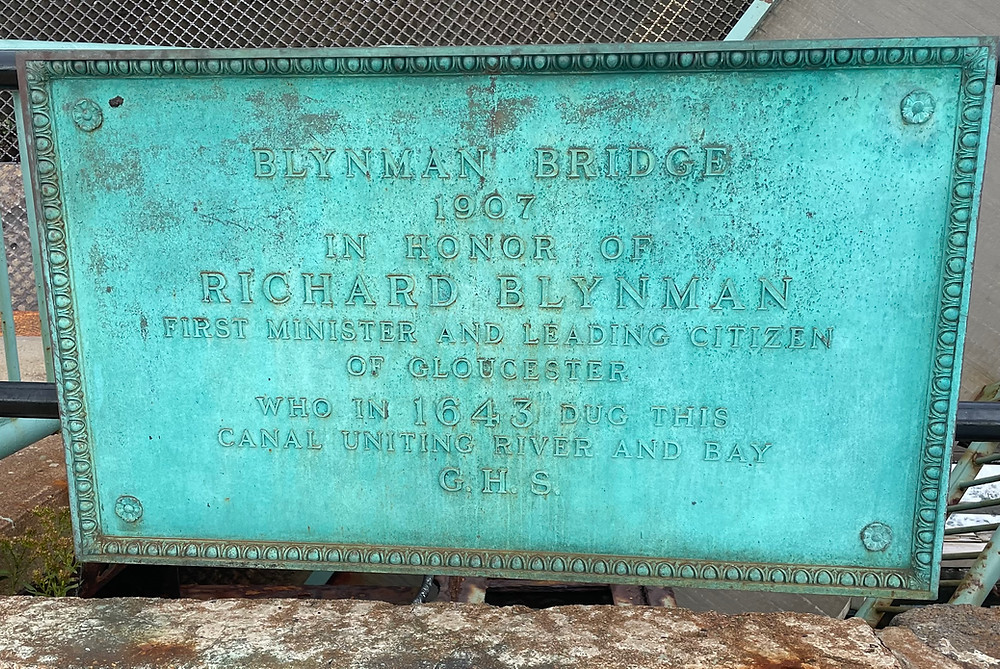 BLYNMAN BRIDGE
1907
IN HONOR OF
RICHARD BLYNMAN
FIRST MINISTER AND LEADING CITIZEN
OF GLOUCESTER
WHO IN 1643 DUG THIS
CANAL UNITING RIVER AND BAY
G.H.S.